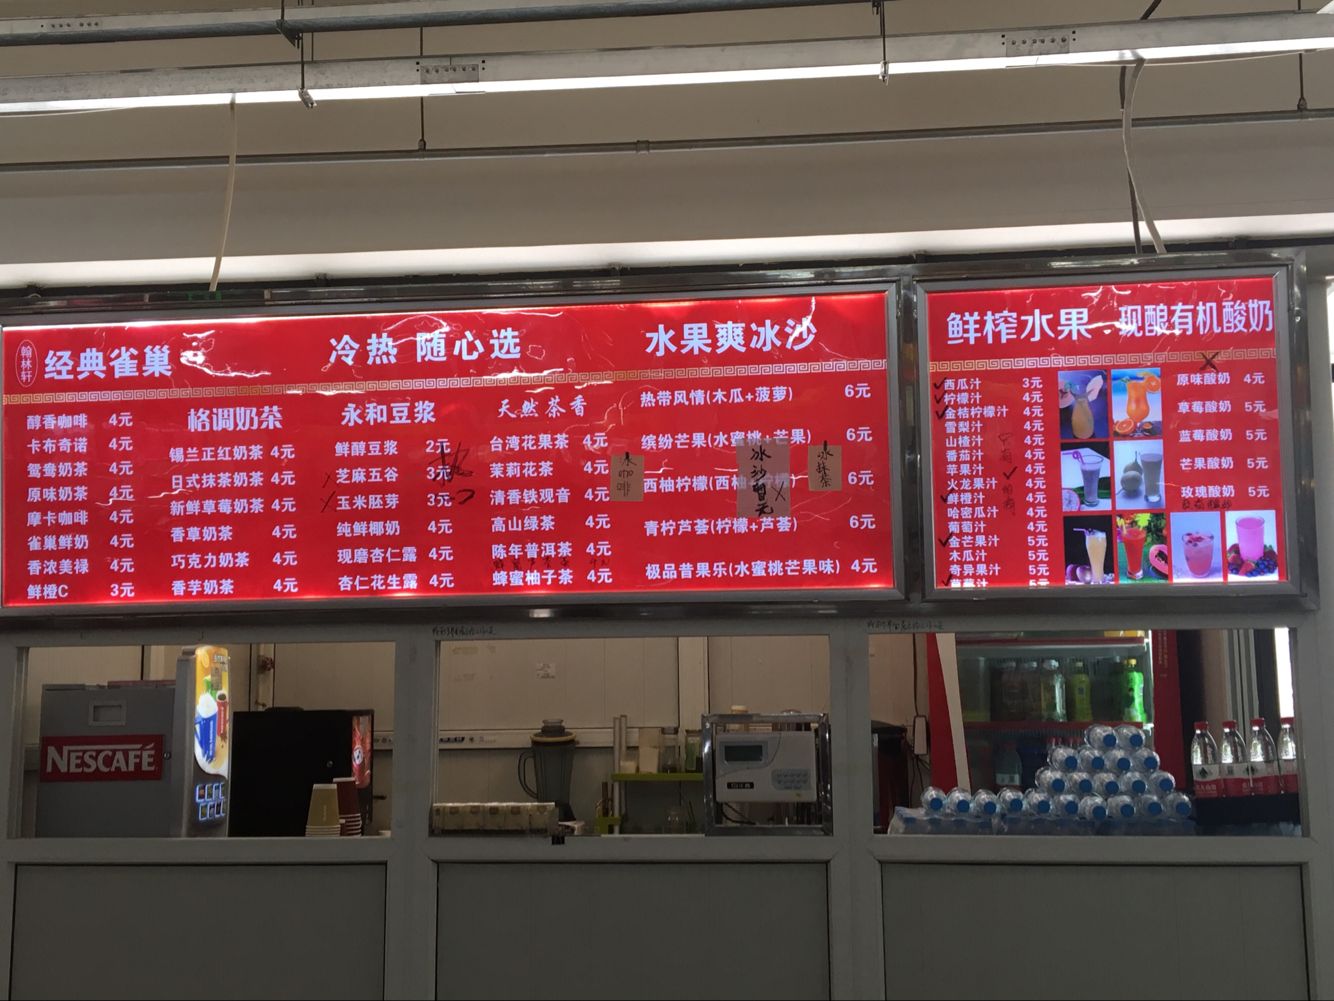 翰林轩
经典雀巢
冷热 随心选
水果爽冰沙
醇香咖啡 4元
卡布奇诺 4元
鸳鸯奶茶 4元
原味奶茶 4元
摩卡咖啡 4元
雀巢鲜奶 4元
香浓美禄 4元
鲜橙C 3元
格调奶茶
锡兰正红奶茶 4元
日式抹茶奶茶 4元
新鲜草莓奶茶 4元
香草奶茶 4元
巧克力奶茶 4元
香芋奶茶 4元
永和豆浆
鲜醇豆浆 2元
芝麻五谷 3元
玉米胚芽 3元
纯鲜椰奶 4元
现磨杏仁露 4元
杏仁花生露 4元
天然茶香
台湾花果茶 4元
茉莉花茶 4元
清香铁观音 4元
高山绿茶 4元
陈年普洱茶 4元
蜂蜜柚子茶 4元
热带风情(木瓜+菠萝) 6元
缤纷芒果(水蜜桃+芒果) 6元
西柚柠檬(西柚 6元
青柠芦荟(柠檬+芦荟) 6元
极品昔果乐(水蜜桃芒果味) 4元
冰咖啡
冰沙暂无
鲜榨水果 现酿有机酸奶
西瓜汁 3元
柠檬汁 4元
金桔柠檬汁 4元
雪梨汁 4元
山楂汁 4元
番茄汁 4元
苹果汁 4元
火龙果汁 4元
鲜橙汁 4元
哈密瓜汁 4元
葡萄汁 4元
金芒果汁 5元
木瓜汁 5元
奇异果汁 5元
5元
原味酸奶 4元
草莓酸奶 5元
蓝莓酸奶 5元
芒果酸奶 5元
玫瑰酸奶 5元
NESCAFÉ